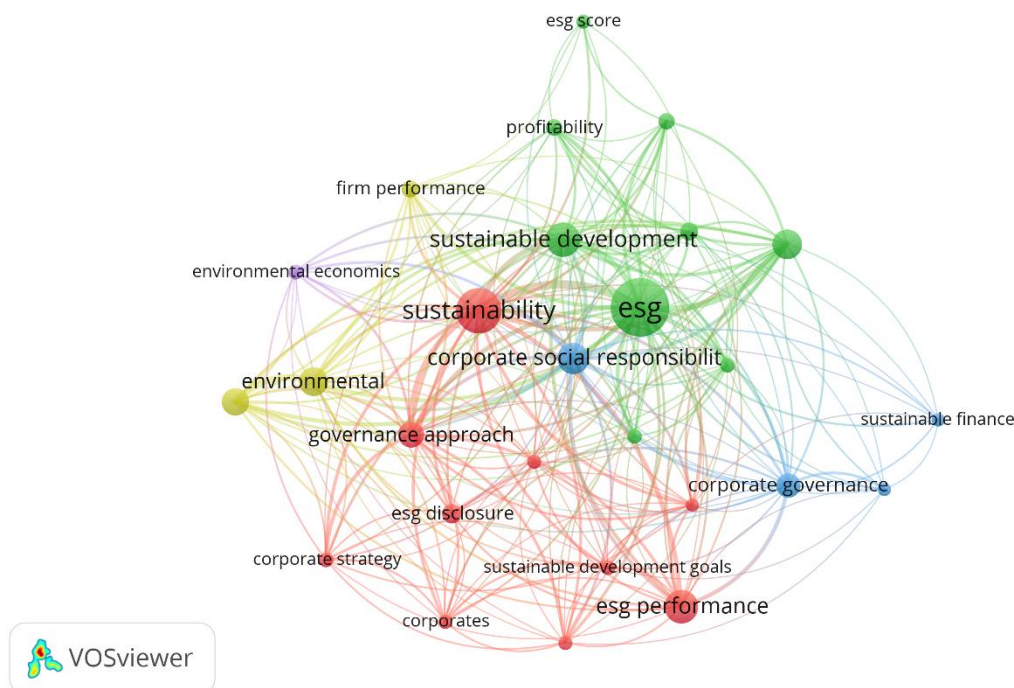 esg score
profitability
firm performance
sustainable development
environmental economics
sustainability
esg
corporate social responsibilit
environmental
sustainable finance
governance approach
corporate governance
esg disclosure
corporate strategy
sustainable development goals
esg performance
corporates
VOSviewer